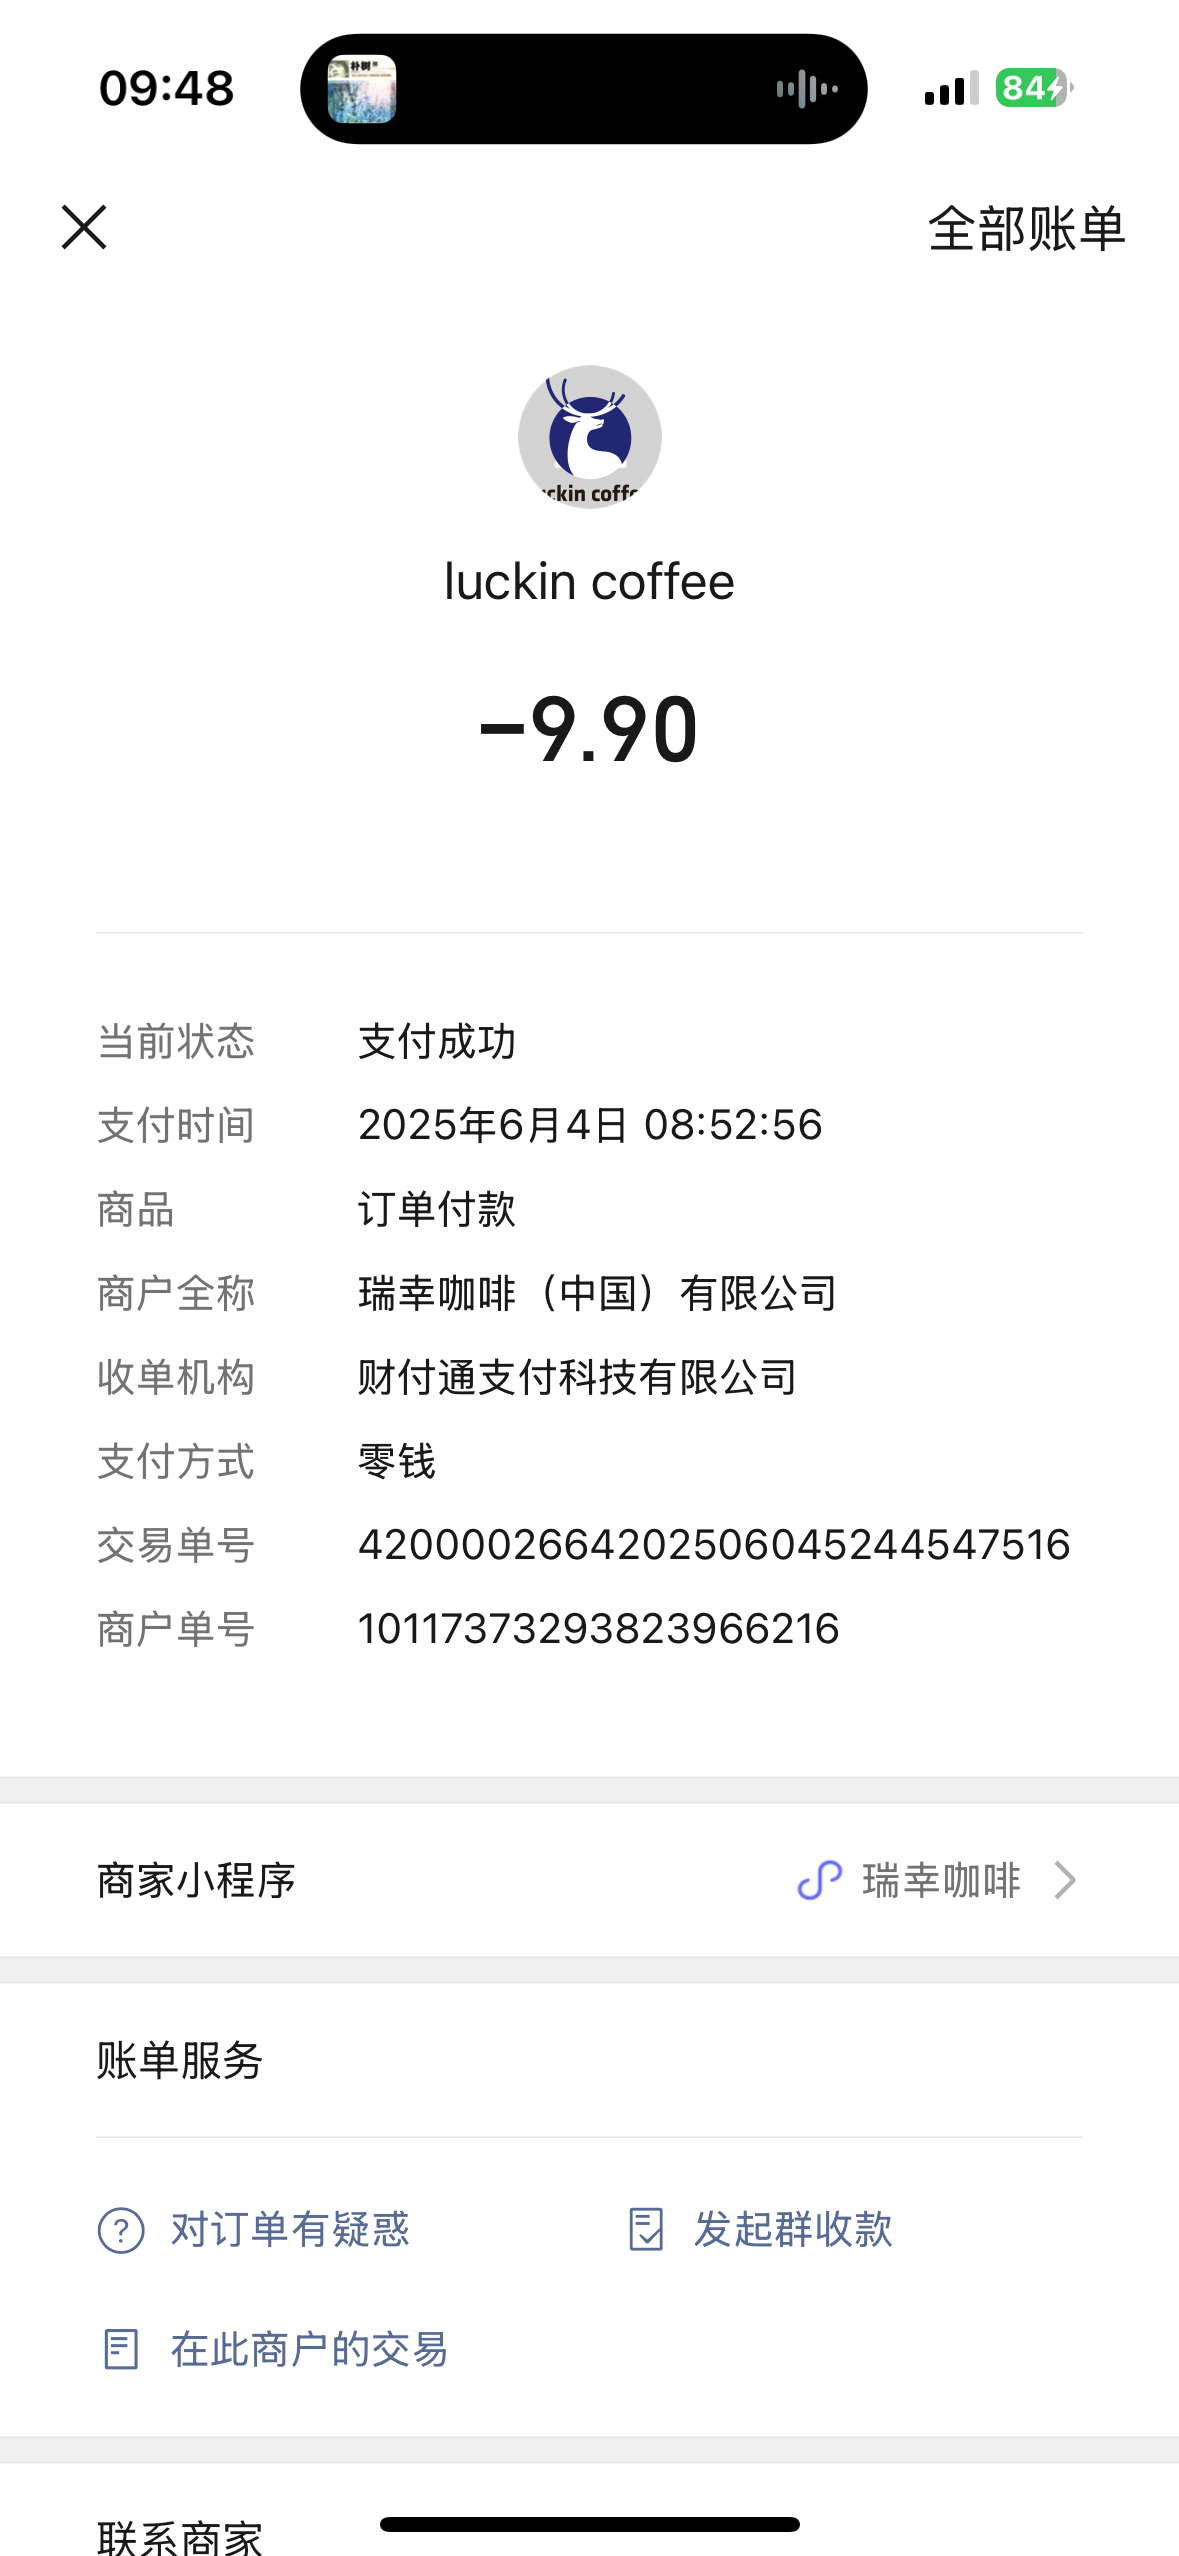 09:48
朴树
84
全部账单
uckin coffe
luckin coffee
-9.90
当前状态 支付成功
支付时间 2025年6月4日 08:52:56
商品 订单付款
商户全称 瑞幸咖啡（中国）有限公司
收单机构 财付通支付科技有限公司
支付方式 零钱
交易单号 4200002664202506045244547516
商户单号 10117373293823966216
商家小程序 瑞幸咖啡
账单服务
对订单有疑惑 发起群收款
在此商户的交易
联系商家